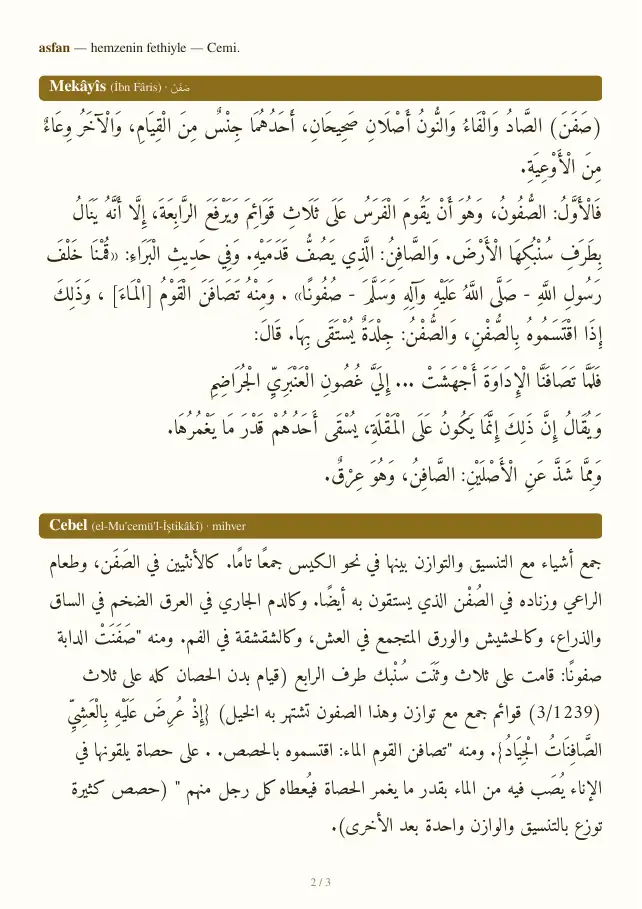 asfan — hemzenin fethiyle — Cemi.
Mekâyîs (İbn Fâris) · صَفَنَ
(صَفَنَ) الصَّادُ وَالْفَاءُ وَالنُّونُ أَصْلَانِ صَحِيحَانِ، أَحَدُهُمَا جِنْسٌ مِنَ الْقِيَامِ، وَالْآخَرُ وِعَاءٌ
مِنَ الْأَوْعِيَةِ.
فَالْأَوَّلُ: الصُّفُونُ، وَهُوَ أَنْ يَقُومَ الْفَرَسُ عَلَى ثَلَاثِ قَوَائِمَ وَيَرْفَعَ الرَّابِعَةَ، إِلَّا أَنَّهُ يَنَالُ
بِطَرَفِ سُنْبُكِهَا الْأَرْضَ. وَالصَّافِنُ: الَّذِي يَصُفُّ قَدَمَيْهِ. وَفِي حَدِيثِ الْبَرَاءِ: «قُمْنَا خَلْفَ
رَسُولِ اللَّهِ - صَلَّى اللَّهُ عَلَيْهِ وَآلِهِ وَسَلَّمَ - صُفُونًا» . وَمِنْهُ تَصَافَنَ الْقَوْمُ [الْمَاءَ] ، وَذَلِكَ
إِذَا اقْتَسَمُوهُ بِالصُّفْنِ، وَالصُّفْنُ: جِلْدَةٌ يُسْتَقَى بِهَا. قَالَ:
فَلَمَّا تَصَافَنَّا الْإِدَاوَةَ أَجْهَشَتْ ... إِلَيَّ غُصُونِ الْعَنْبَرِيِّ الْجُرَاضِمِ
وَيُقَالُ إِنَّ ذَلِكَ إِنَّمَا يَكُونُ عَلَى الْمَقْلَةِ، يُسْقَى أَحَدُهُمْ قَدْرَ مَا يَغْمُرُهَا.
وَمِمَّا شَذَّ عَنِ الْأَصْلَيْنِ: الصَّافِنُ، وَهُوَ عِرْقٌ.
Cebel (el-Mu'cemü'l-İştikâkî) · mihver
جمع أشياء مع التنسيق والتوازن بينها في نحو الكيس جمعًا تامًا. كالأنثيين في الصَفَن، وطعام
الراعي وزناده في الصُفْن الذي يستقون به أيضًا. وكالدم الجاري في العرق الضخم في الساق
والذراع، وكالحشيش والورق المتجمع في العش، وكالشقشقة في الفم. ومنه "صَفَنَتْ الدابة
صفونًا: قامت على ثلاث وثَنَت سُنْبك طرف الرابع (قيام بدن الحصان كله على ثلاث
(3/1239) قوائم جمع مع توازن وهذا الصفون تشتهر به الخيل) {إِذْ عُرِضَ عَلَيْهِ بِالْعَشِيِّ
الصَّافِنَاتُ الْجِيَادُ}. ومنه "تصافن القوم الماء: اقتسموه بالحصص. . على حصاة يلقونها في
الإناء يُصَب فيه من الماء بقدر ما يغمر الحصاة فيُعطاه كل رجل منهم " (حصص كثيرة
توزع بالتنسيق والوازن واحدة بعد الأخرى).
2 / 3